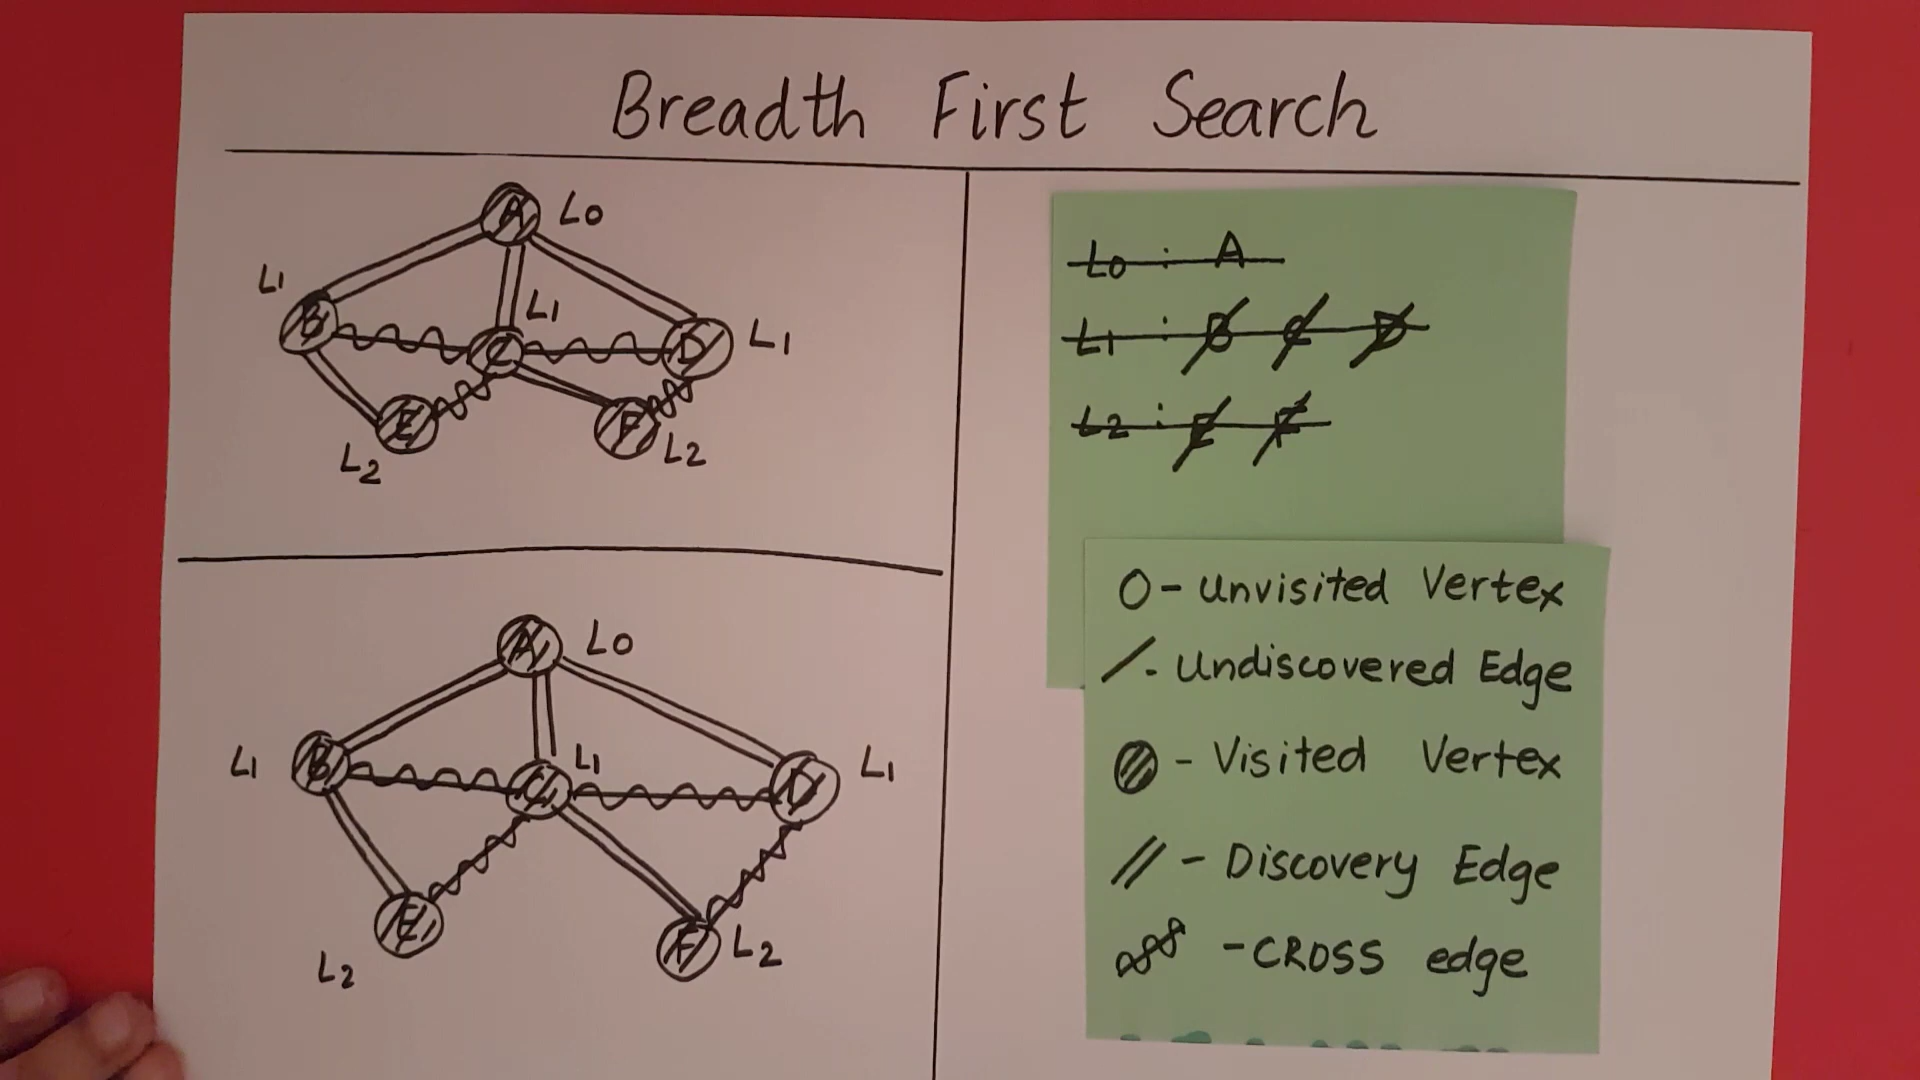 Breadth First Search
A L0
L1
B
L1
C
D L1
E
F
L2
L2
A L0
L1 B
L1
C
D L1
E
F L2
L2
L0 : A
L1 : B C D
L2 : E F
O - Unvisited Vertex
/ - Undiscovered Edge
- Visited Vertex
// - Discovery Edge
- CROSS edge